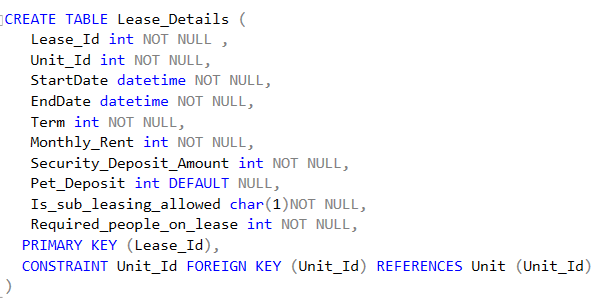 CREATE TABLE Lease_Details (
Lease_Id int NOT NULL ,
Unit_Id int NOT NULL,
StartDate datetime NOT NULL,
EndDate datetime NOT NULL,
Term int NOT NULL,
Monthly_Rent int NOT NULL,
Security_Deposit_Amount int NOT NULL,
Pet_Deposit int DEFAULT NULL,
Is_sub_leasing_allowed char(1)NOT NULL,
Required_people_on_lease int NOT NULL,
PRIMARY KEY (Lease_Id),
CONSTRAINT Unit_Id FOREIGN KEY (Unit_Id) REFERENCES Unit (Unit_Id)
)